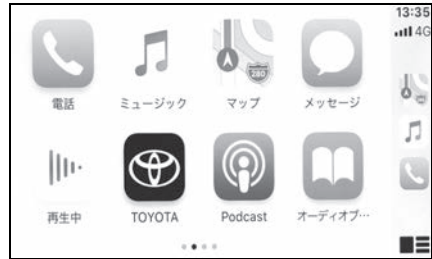 13:35
4G
280
電話
ミュージック
マップ
メッセージ
再生中
TOYOTA
Podcast
オーディオブ…